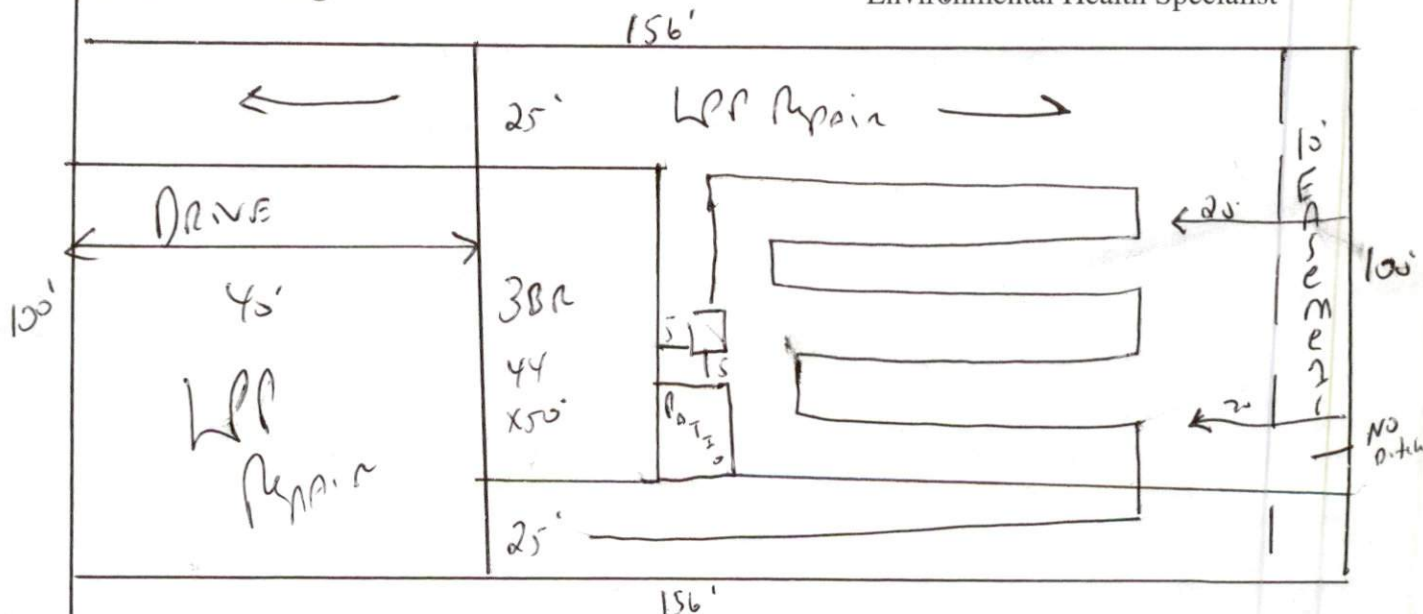 Environmental Health Specialist
156'
25' LPP Repair
10' EASEMENT
DRIVE
20'
100'
40'
3BR
100'
5
44
5
x50'
LPP
Repair
PATIO
20
NO
Ditch
25'
156'